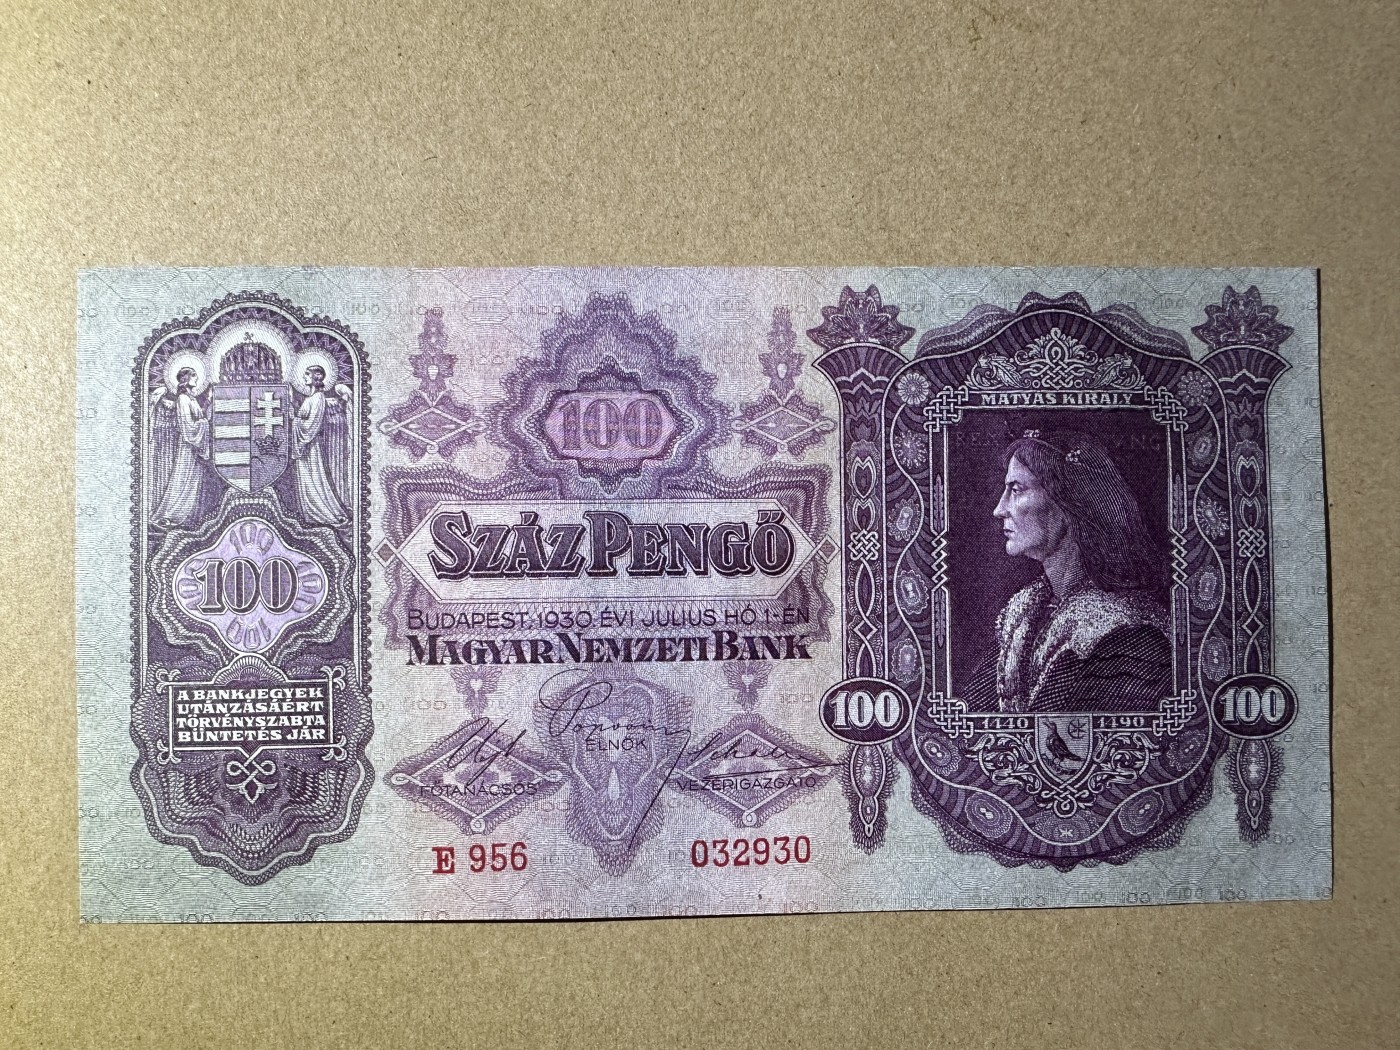 100
A BANKJEGYEK
UTÁNZÁSÁÉRT
TÖRVÉNYSZABTA
BÜNTETÉS JÁR
100
SZÁZ PENGŐ
BUDAPEST, 1930. ÉVI JULIUS HÓ 1-ÉN
MAGYAR NEMZETI BANK
ELNÖK
FŐTANÁCSOS
VEZÉRIGAZGATÓ
E 956
032930
MÁTYÁS KIRÁLY
100
100
1440
1490